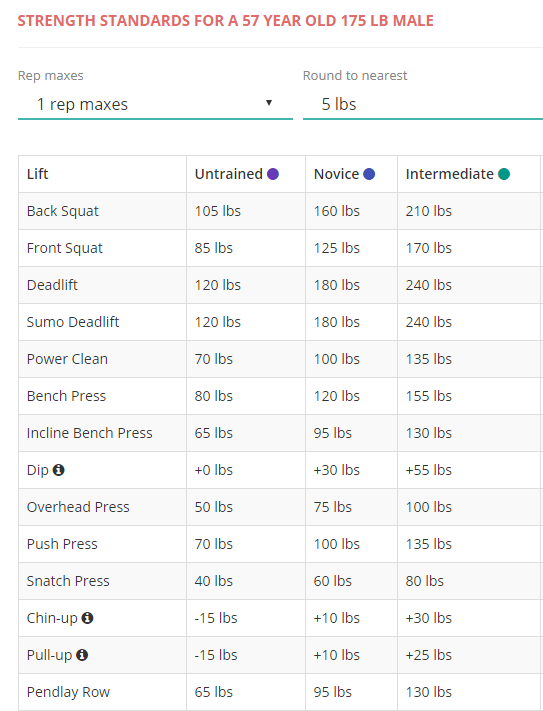 STRENGTH STANDARDS FOR A 57 YEAR OLD 175 LB MALE
Rep maxes Round to nearest
1 rep maxes 5 lbs
Lift Untrained Novice Intermediate
Back Squat 105 lbs 160 lbs 210 lbs
Front Squat 85 lbs 125 lbs 170 lbs
Deadlift 120 lbs 180 lbs 240 lbs
Sumo Deadlift 120 lbs 180 lbs 240 lbs
Power Clean 70 lbs 100 lbs 135 lbs
Bench Press 80 lbs 120 lbs 155 lbs
Incline Bench Press 65 lbs 95 lbs 130 lbs
Dip +0 lbs +30 lbs +55 lbs
Overhead Press 50 lbs 75 lbs 100 lbs
Push Press 70 lbs 100 lbs 135 lbs
Snatch Press 40 lbs 60 lbs 80 lbs
Chin-up -15 lbs +10 lbs +30 lbs
Pull-up -15 lbs +10 lbs +25 lbs
Pendlay Row 65 lbs 95 lbs 130 lbs